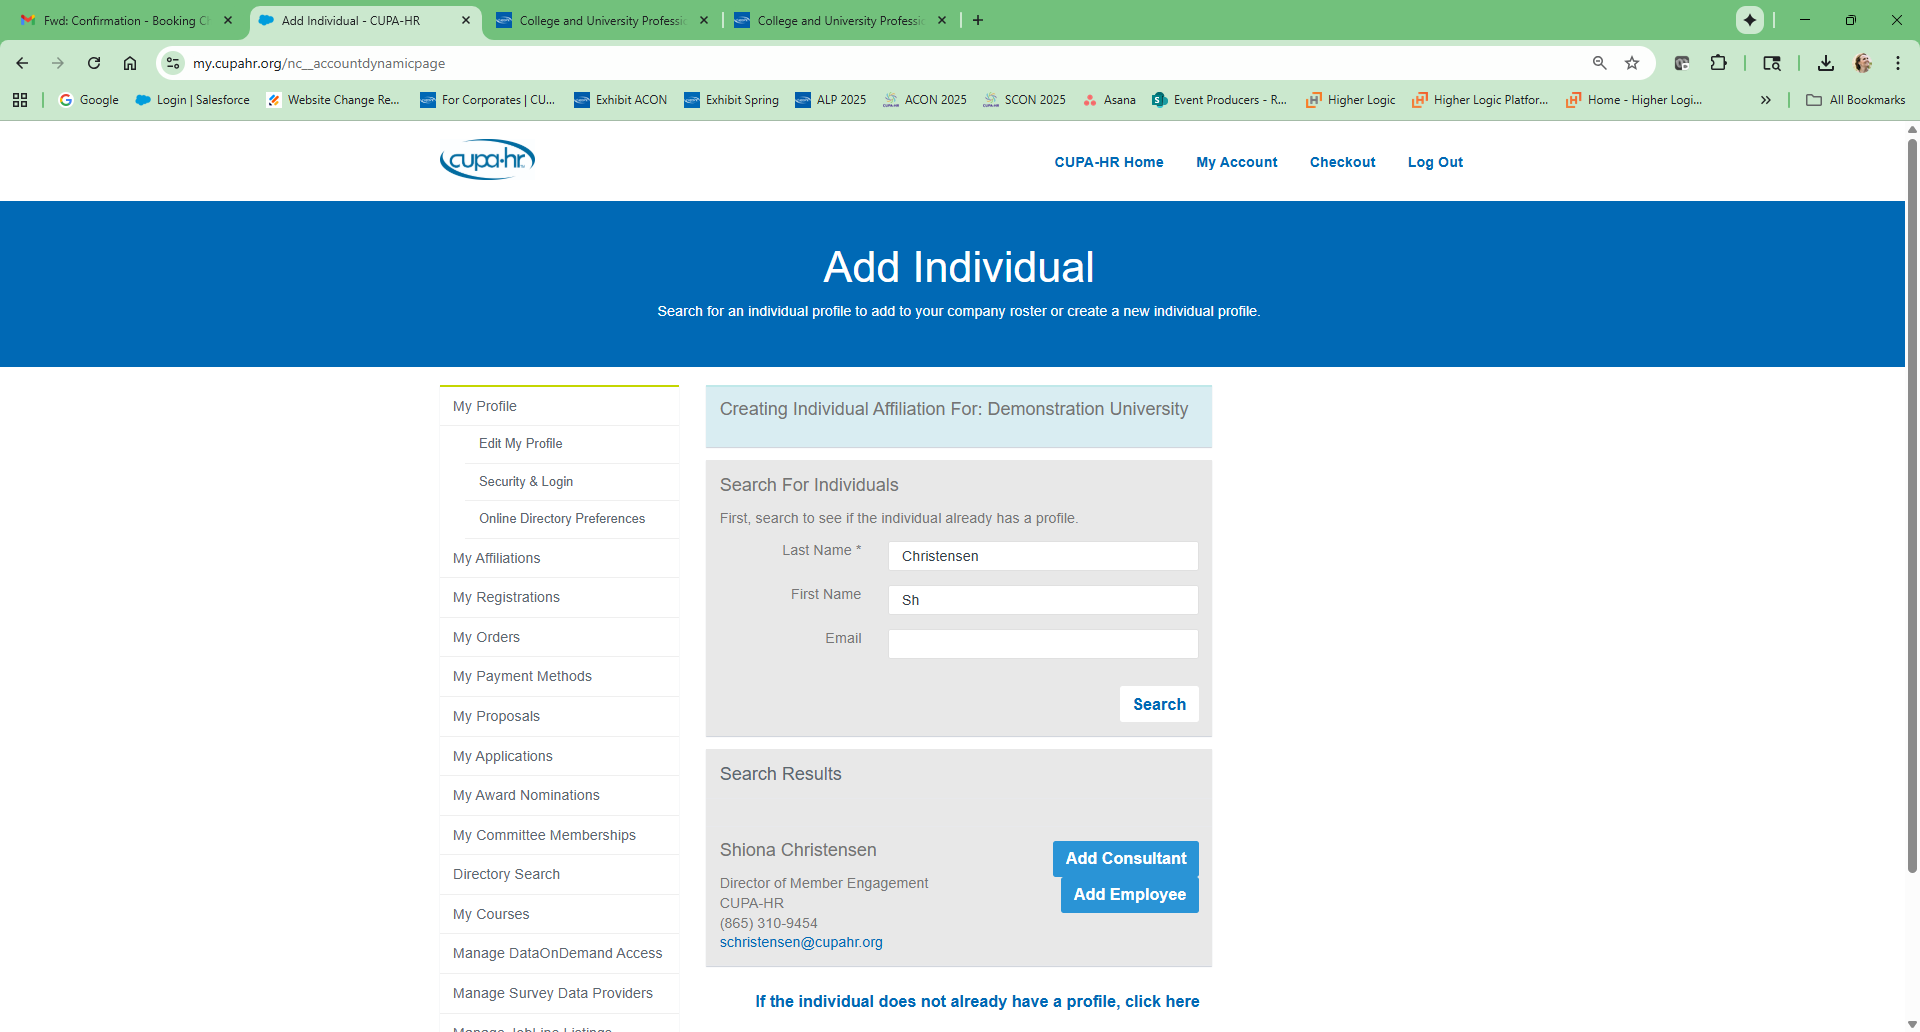 Fwd: Confirmation - Booking C
Add Individual - CUPA-HR
College and University Professi
College and University Professi
my.cupahr.org/nc__accountdynamicpage
Google
Login | Salesforce
Website Change Re...
For Corporates | CU...
Exhibit ACON
Exhibit Spring
ALP 2025
ACON 2025
SCON 2025
Asana
Event Producers - R...
Higher Logic
Higher Logic Platfor...
Home - Higher Logi...
All Bookmarks
cupa-hr
CUPA-HR Home
My Account
Checkout
Log Out
Add Individual
Search for an individual profile to add to your company roster or create a new individual profile.
My Profile
Edit My Profile
Security & Login
Online Directory Preferences
My Affiliations
My Registrations
My Orders
My Payment Methods
My Proposals
My Applications
My Award Nominations
My Committee Memberships
Directory Search
My Courses
Manage DataOnDemand Access
Manage Survey Data Providers
Manage JobLine Listings
Creating Individual Affiliation For: Demonstration University
Search For Individuals
First, search to see if the individual already has a profile.
Last Name *
Christensen
First Name
Sh
Email
Search
Search Results
Shiona Christensen
Director of Member Engagement
CUPA-HR
(865) 310-9454
schristensen@cupahr.org
Add Consultant
Add Employee
If the individual does not already have a profile, click here